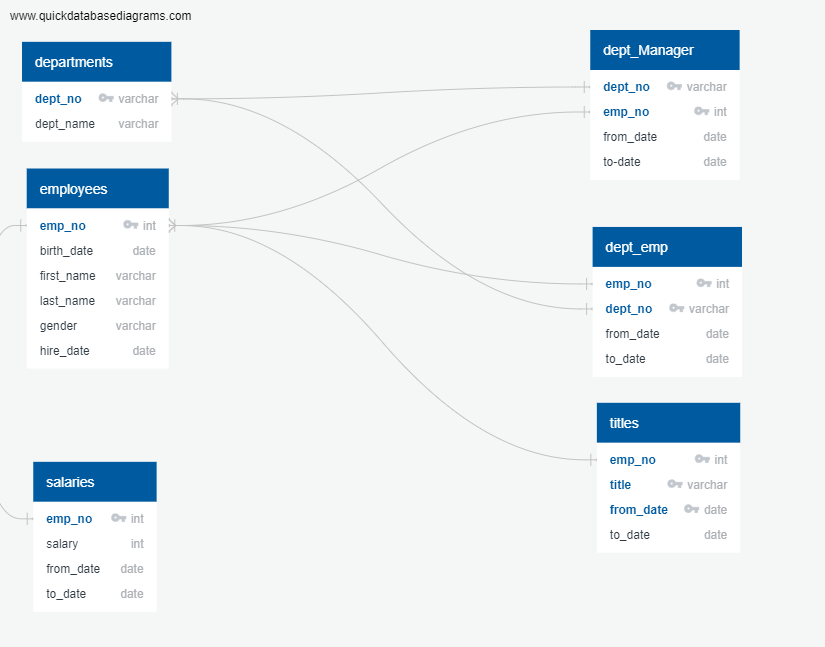 www.quickdatabasediagrams.com
departments
dept_no varchar
dept_name varchar
employees
emp_no int
birth_date date
first_name varchar
last_name varchar
gender varchar
hire_date date
salaries
emp_no int
salary int
from_date date
to_date date
dept_Manager
dept_no varchar
emp_no int
from_date date
to-date date
dept_emp
emp_no int
dept_no varchar
from_date date
to_date date
titles
emp_no int
title varchar
from_date date
to_date date